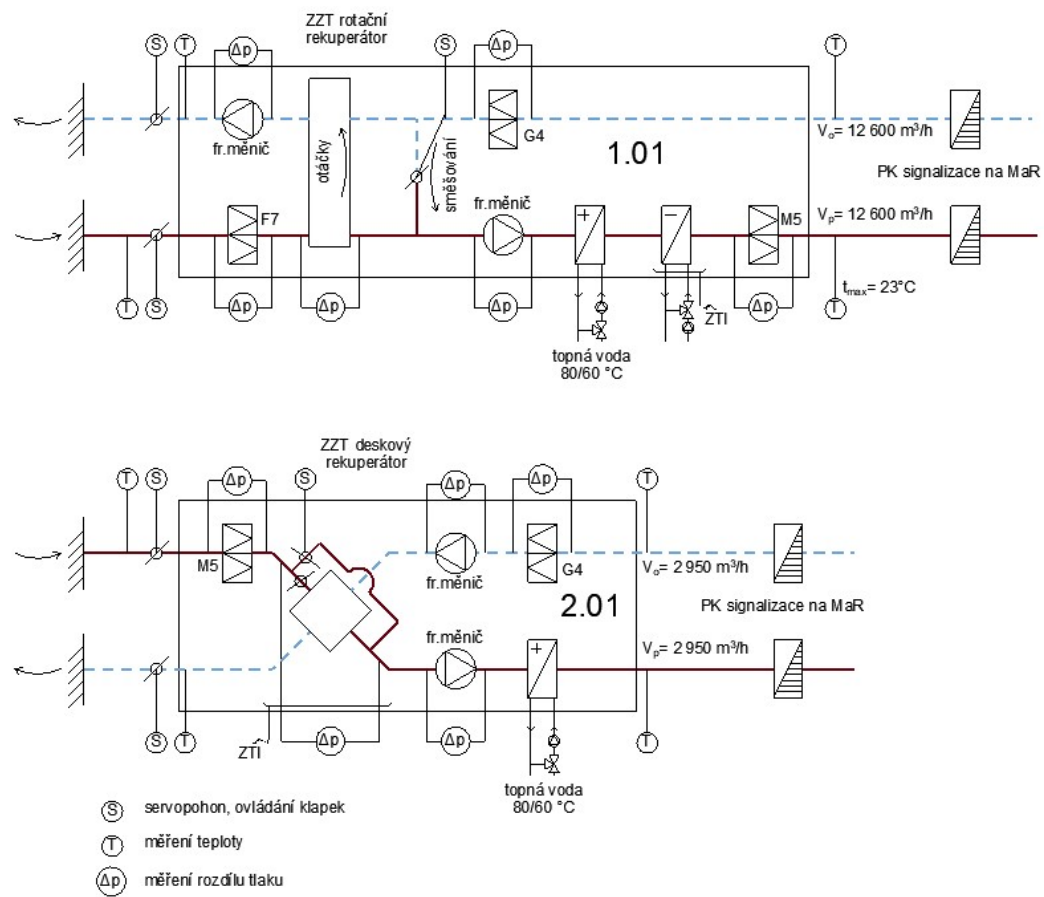 ZZT rotační
rekuperátor
S
T
Δp
S
Δp
T
fr.měnič
otáčky
směšování
G4
1.01
Vo= 12 600 m³/h
PK signalizace na MaR
F7
fr.měnič
+
−
M5
Vp= 12 600 m³/h
T
S
Δp
Δp
Δp
ZTI
Δp
tmax= 23°C
T
topná voda
80/60 °C
ZZT deskový
rekuperátor
T
S
Δp
S
Δp
Δp
T
M5
fr.měnič
G4
Vo= 2 950 m³/h
2.01
PK signalizace na MaR
fr.měnič
+
Vp= 2 950 m³/h
S
T
ZTI
Δp
Δp
T
topná voda
80/60 °C
S servopohon, ovládání klapek
T měření teploty
Δp měření rozdílu tlaku